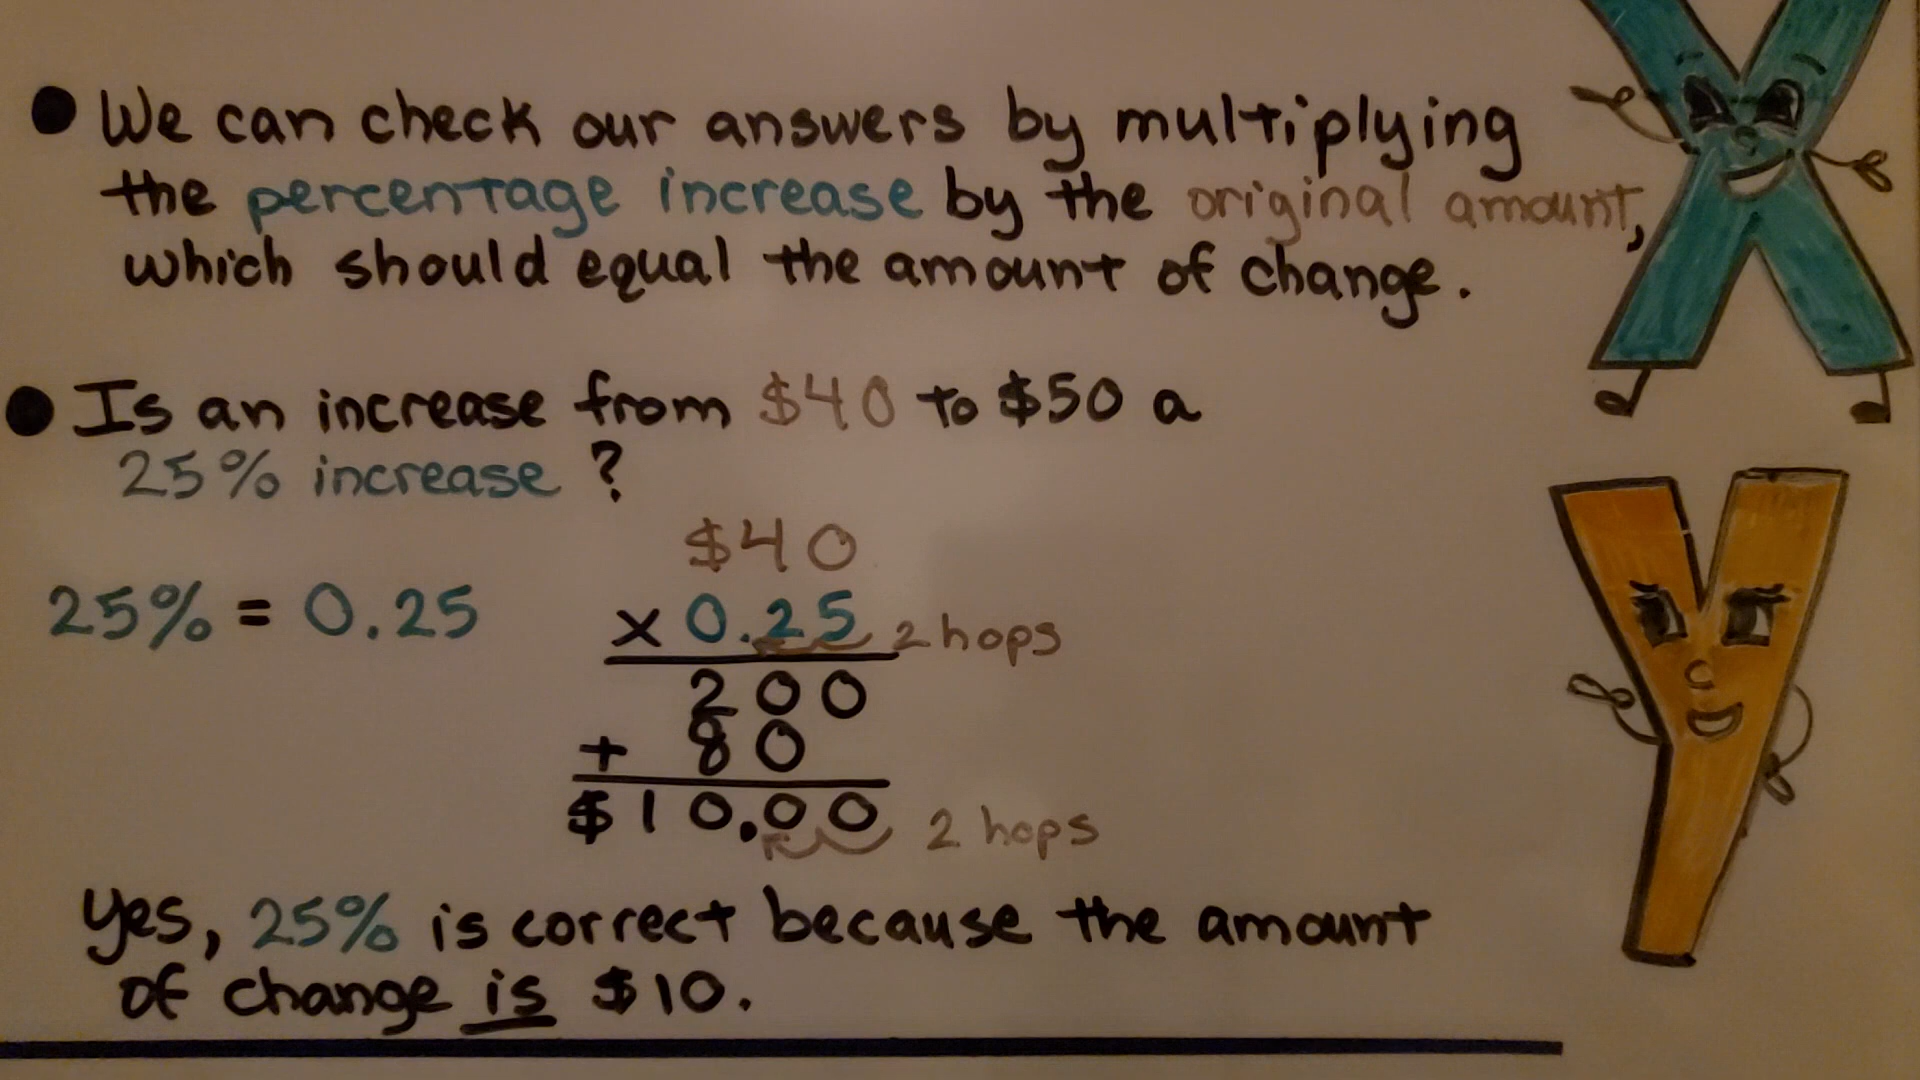 ● We can check our answers by multiplying
the percentage increase by the original amount,
which should equal the amount of change.
● Is an increase from $40 to $50 a
25% increase?
$40
25% = 0.25
x 0.25 2 hops
200
+ 80
$10.00 2 hops
Yes, 25% is correct because the amount
of change is $10.